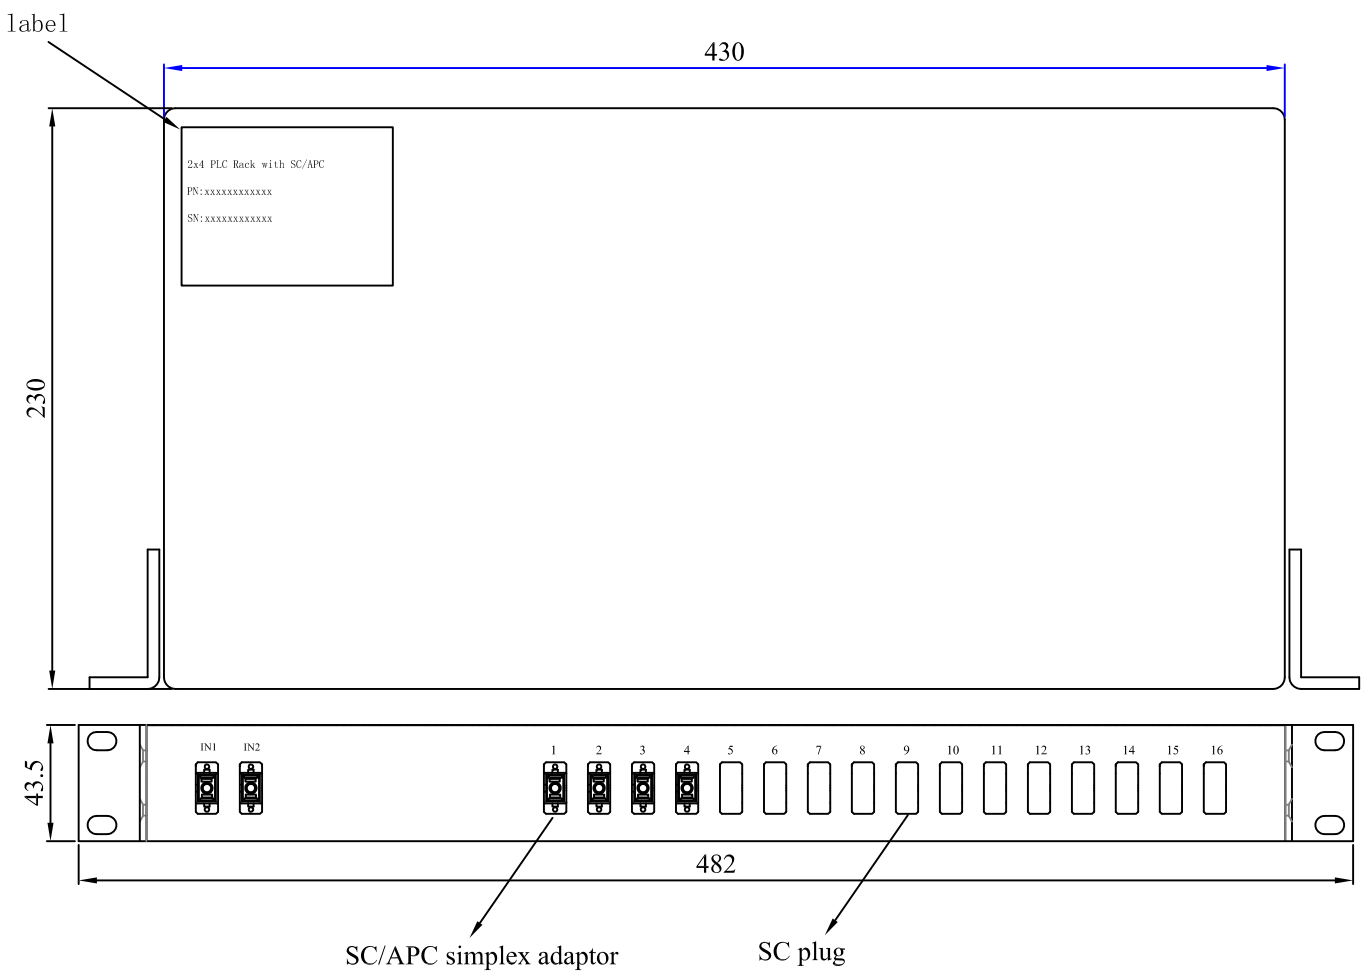 label
430
2x4 PLC Rack with SC/APC
PN:xxxxxxxxxxxx
SN:xxxxxxxxxxxx
230
IN1 IN2 1 2 3 4 5 6 7 8 9 10 11 12 13 14 15 16
43.5
482
SC/APC simplex adaptor
SC plug